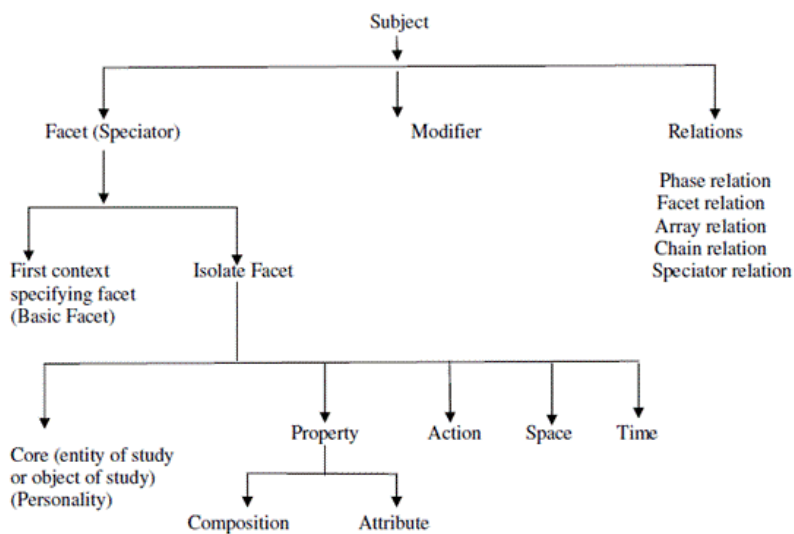 Subject
Facet (Speciator)
Modifier
Relations
Phase relation
Facet relation
Array relation
Chain relation
Speciator relation
First context
specifying facet
(Basic Facet)
Isolate Facet
Core (entity of study
or object of study)
(Personality)
Property
Action
Space
Time
Composition
Attribute